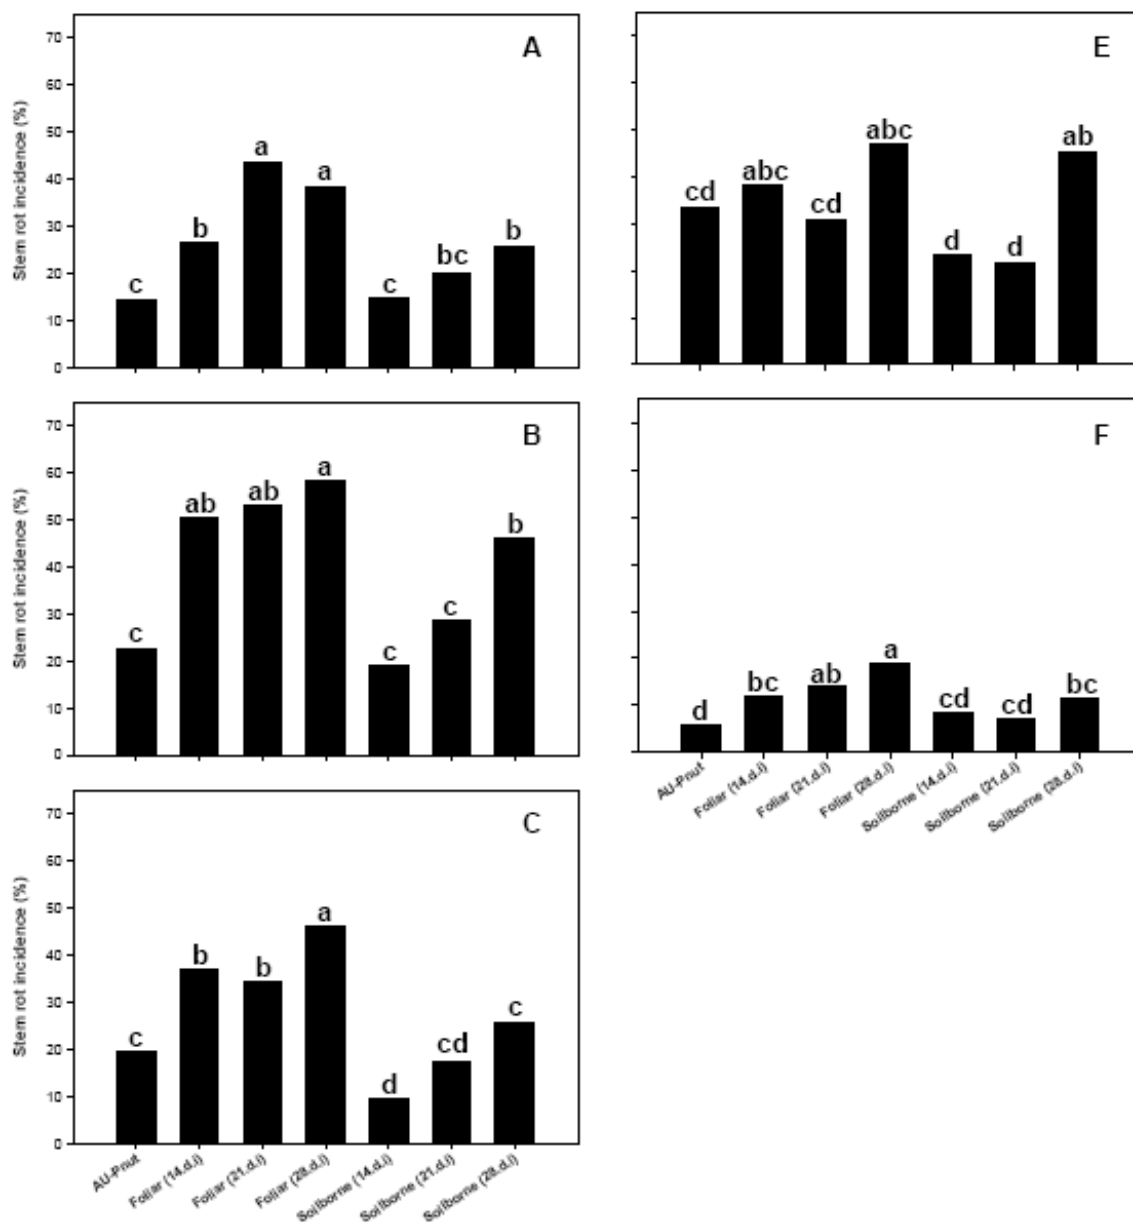 A
Stem rot incidence (%)
70
60
50
40
30
20
10
0
c
b
a
a
c
bc
b
B
Stem rot incidence (%)
70
60
50
40
30
20
10
0
c
ab
ab
a
c
c
b
C
Stem rot incidence (%)
70
60
50
40
30
20
10
0
c
b
b
a
d
cd
c
AU-Pnut
Foliar (14.d.i)
Foliar (21.d.i)
Foliar (28.d.i)
Soilborne (14.d.i)
Soilborne (21.d.i)
Soilborne (28.d.i)
E
cd
abc
cd
abc
d
d
ab
F
d
bc
ab
a
cd
cd
bc
AU-Pnut
Foliar (14.d.i)
Foliar (21.d.i)
Foliar (28.d.i)
Soilborne (14.d.i)
Soilborne (21.d.i)
Soilborne (28.d.i)